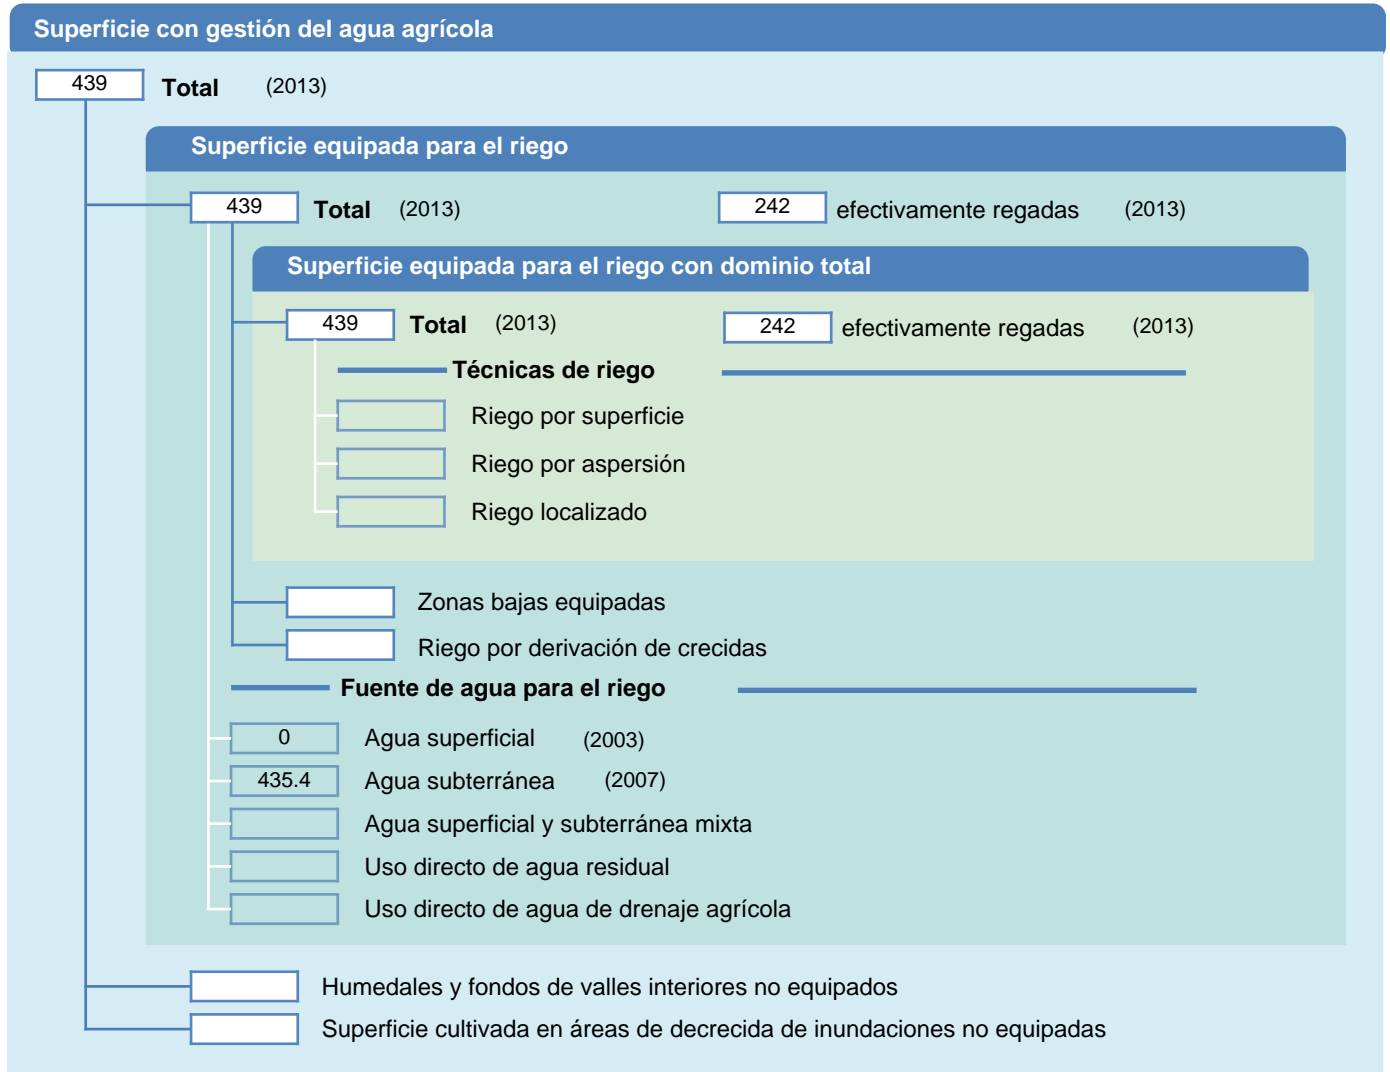 Superficie con gestión del agua agrícola
439 Total (2013)
Superficie equipada para el riego
439 Total (2013) 242 efectivamente regadas (2013)
Superficie equipada para el riego con dominio total
439 Total (2013) 242 efectivamente regadas (2013)
Técnicas de riego
Riego por superficie
Riego por aspersión
Riego localizado
Zonas bajas equipadas
Riego por derivación de crecidas
Fuente de agua para el riego
0 Agua superficial (2003)
435.4 Agua subterránea (2007)
Agua superficial y subterránea mixta
Uso directo de agua residual
Uso directo de agua de drenaje agrícola
Humedales y fondos de valles interiores no equipados
Superficie cultivada en áreas de decrecida de inundaciones no equipadas